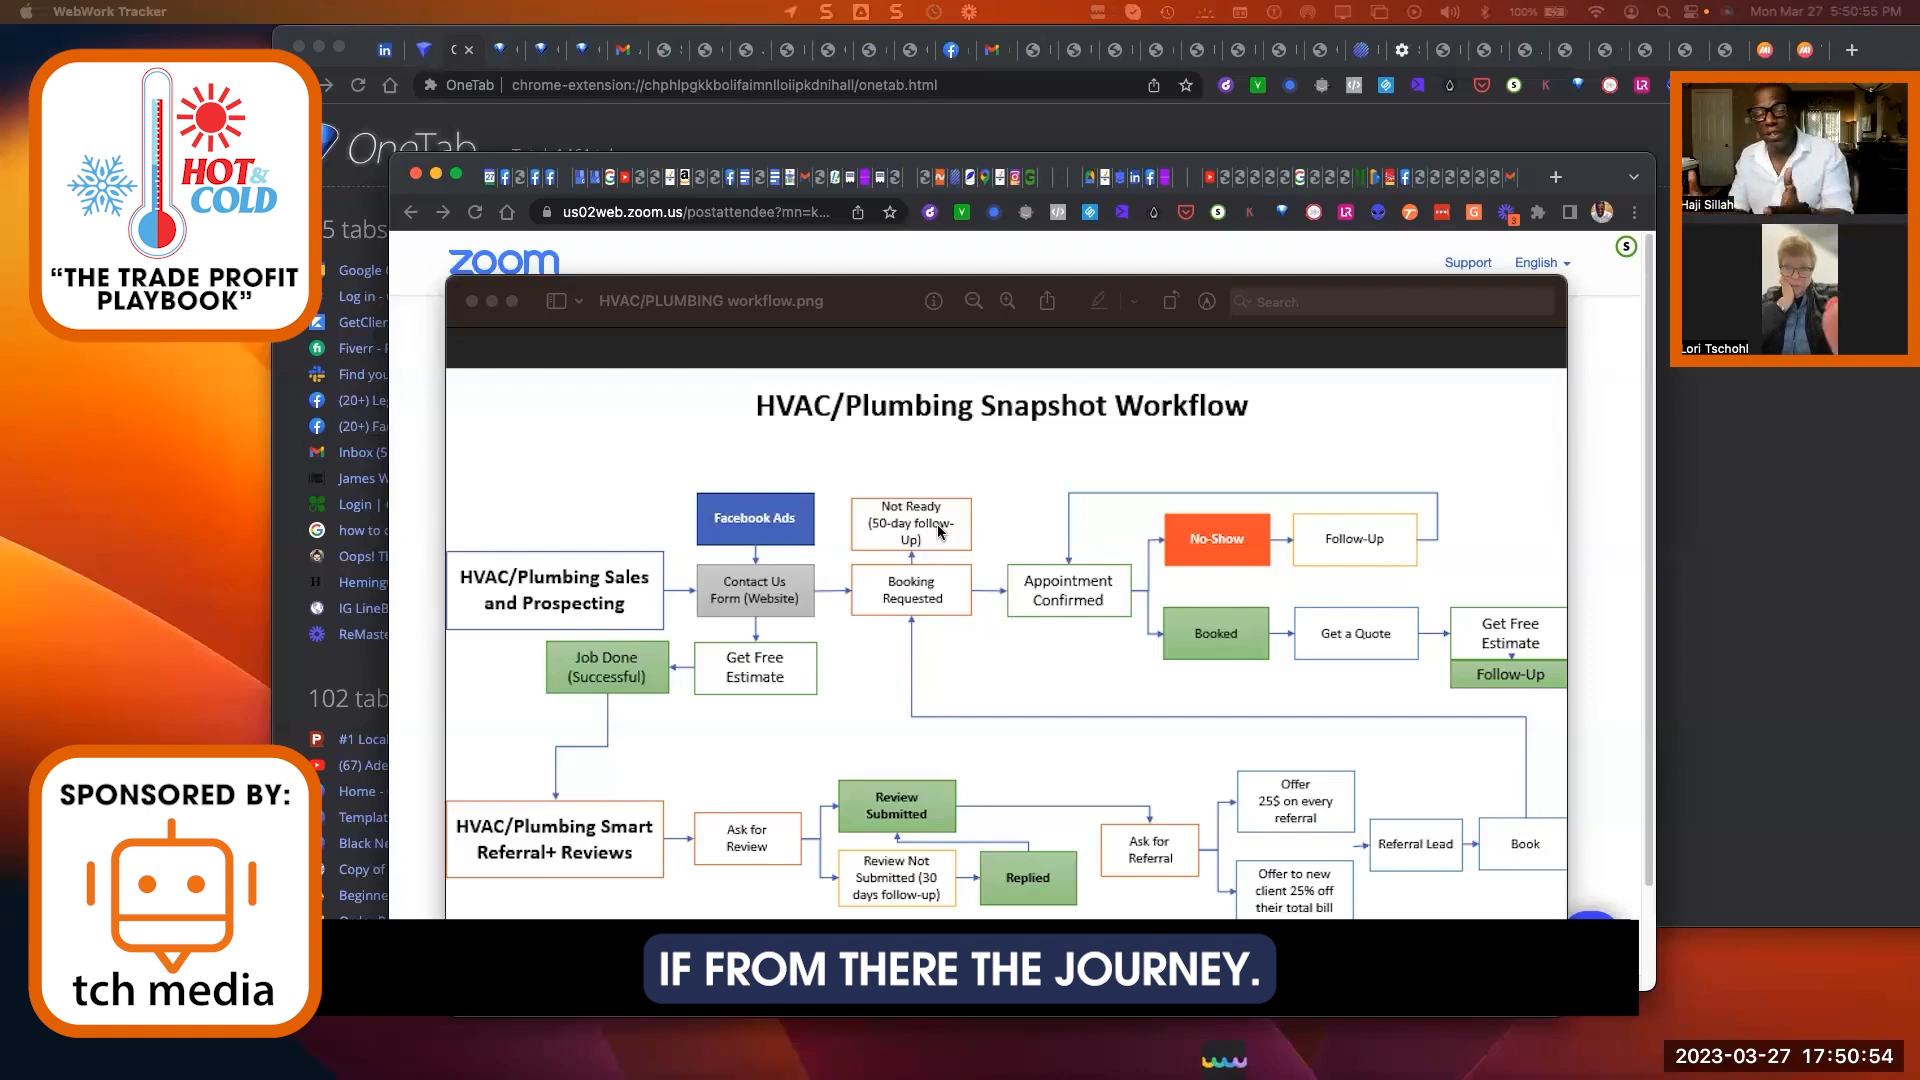 WebWork Tracker
100%
Mon Mar 27 5:50:55 PM
OneTab
chrome-extension://chphlpgkkbolifaimnlloiipkdnihall/onetab.html
OneTab
HOT &
COLD
"THE TRADE PROFIT
PLAYBOOK"
us02web.zoom.us/postattendee?mn=k...
Haji Sillah
Lori Tschohl
5 tabs
Google
Log in -
GetClien
Fiverr -
Find you
(20+) Le
(20+) Fa
Inbox (5
James W
Login |
how to c
Oops! Th
Heming
IG LineB
ReMaste
102 tab
#1 Local
(67) Ade
Home -
Templat
Black Ne
Copy of
Beginne
zoom
Support
English
HVAC/PLUMBING workflow.png
Search
HVAC/Plumbing Snapshot Workflow
Facebook Ads
Not Ready
(50-day follow-
Up)
No-Show
Follow-Up
HVAC/Plumbing Sales
and Prospecting
Contact Us
Form (Website)
Booking
Requested
Appointment
Confirmed
Booked
Get a Quote
Get Free
Estimate
Follow-Up
Job Done
(Successful)
Get Free
Estimate
HVAC/Plumbing Smart
Referral+ Reviews
Ask for
Review
Review
Submitted
Review Not
Submitted (30
days follow-up)
Replied
Ask for
Referral
Offer
25$ on every
referral
Offer to new
client 25% off
their total bill
Referral Lead
Book
SPONSORED BY:
tch media
IF FROM THERE THE JOURNEY.
2023-03-27 17:50:54